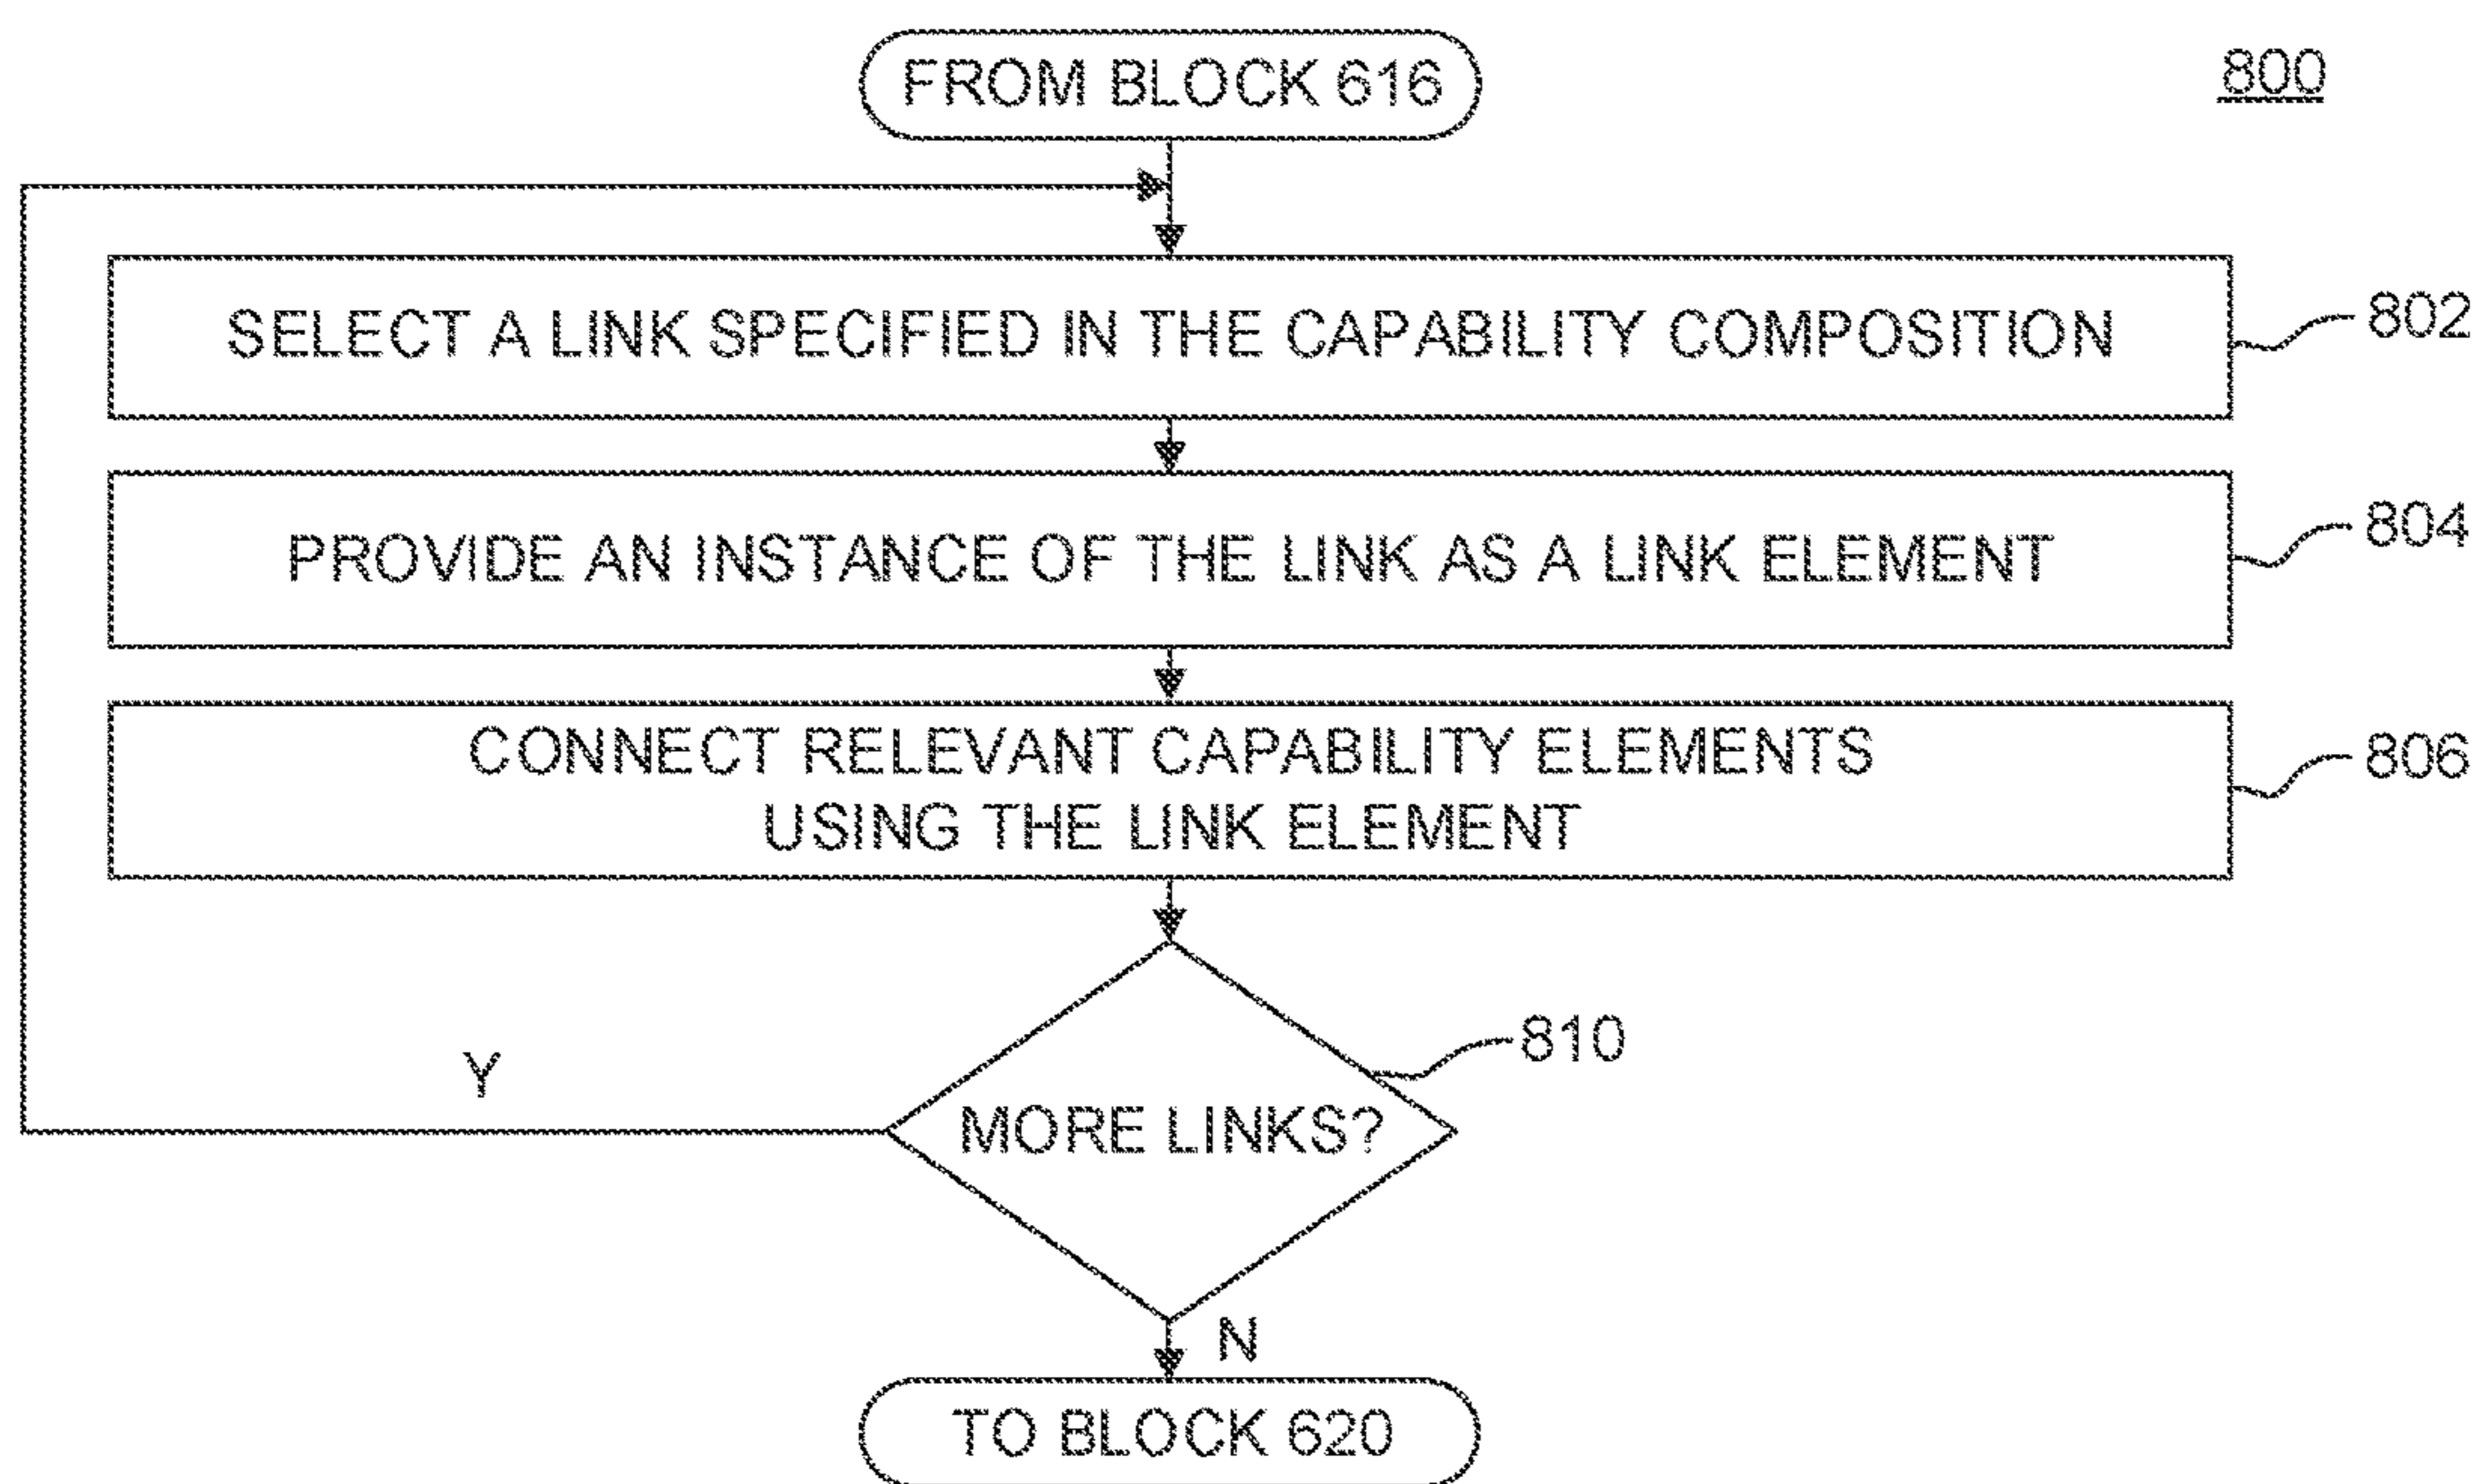 FROM BLOCK 616
800
SELECT A LINK SPECIFIED IN THE CAPABILITY COMPOSITION
802
PROVIDE AN INSTANCE OF THE LINK AS A LINK ELEMENT
804
CONNECT RELEVANT CAPABILITY ELEMENTS
USING THE LINK ELEMENT
806
810
Y
MORE LINKS?
N
TO BLOCK 620